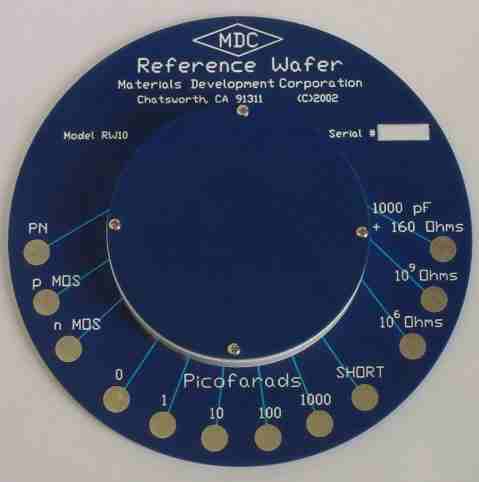 MDC
Reference Wafer
Materials Development Corporation
Chatsworth, CA 91311 (C)2002
Model RW10 Serial #
PN
p MOS
n MOS
0
1
10
100
1000
Picofarads
SHORT
10⁶ Ohms
10⁹ Ohms
1000 pF
+ 160 Ohms